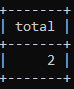 +-------+
| total |
+-------+
|     2 |
+-------+